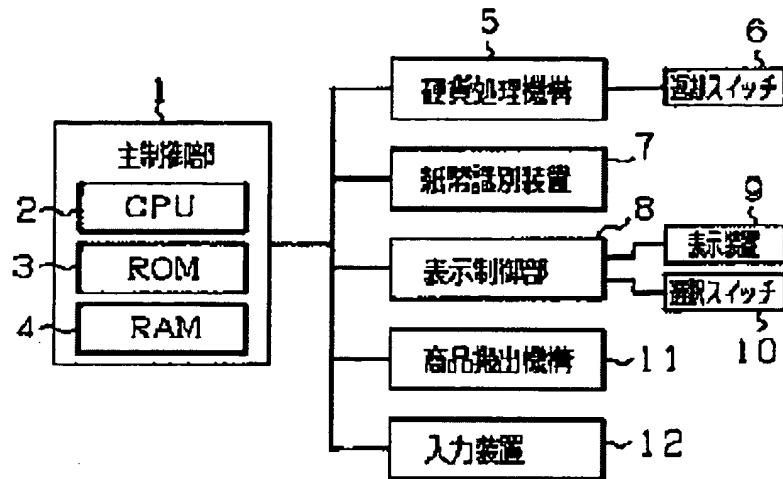 5
6
硬貨処理機構
返却スイッチ
1
主制御部
7
紙幣識別装置
2
CPU
8
9
表示装置
3
ROM
表示制御部
選択スイッチ
4
RAM
10
商品搬出機構
11
入力装置
12